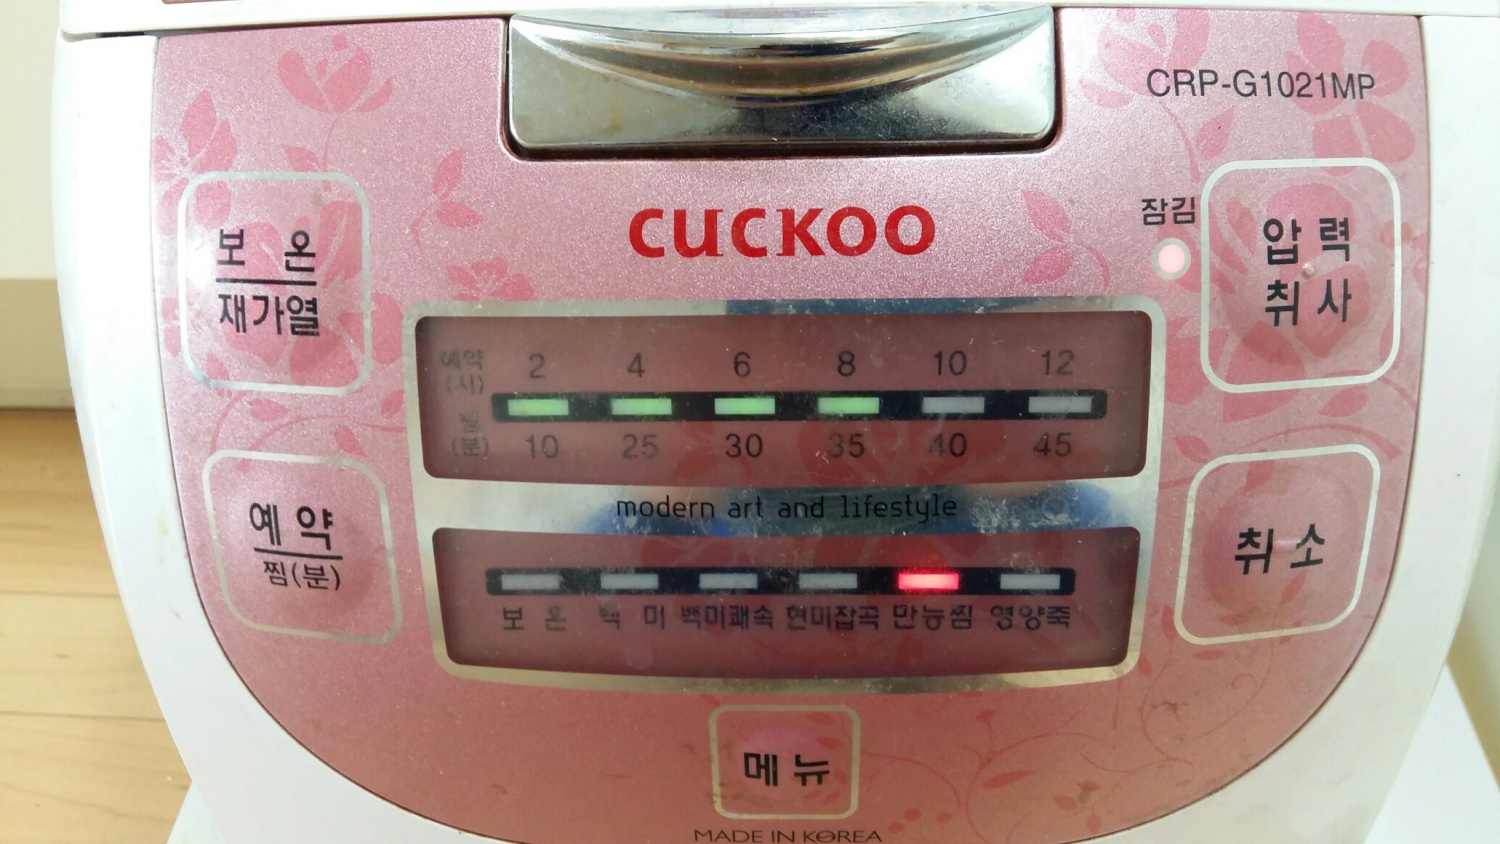 CRP-G1021MP
CUCKOO
잠김
보 온
재가열
압력
취사
예약
(시)
2 4 6 8 10 12
찜
(분)
10 25 30 35 40 45
modern art and lifestyle
예약
찜(분)
취소
보 온 백 미 백미쾌속 현미잡곡 만능찜 영양죽
메뉴
MADE IN KOREA